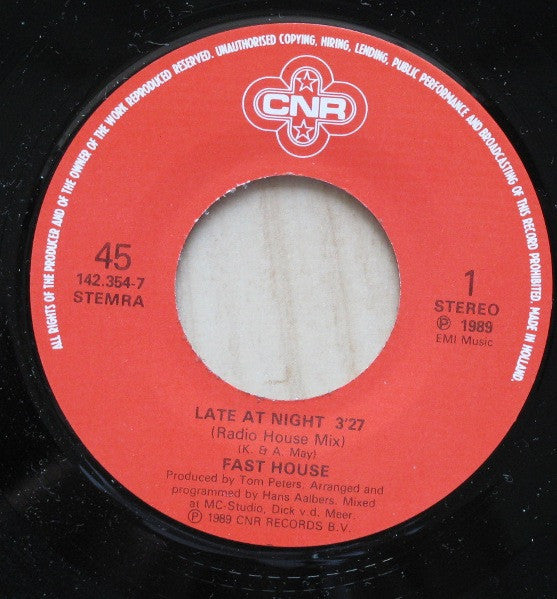 ALL RIGHTS OF THE PRODUCER AND OF THE OWNER OF THE WORK REPRODUCED RESERVED. UNAUTHORISED COPYING, HIRING, LENDING, PUBLIC PERFORMANCE AND BROADCASTING OF THIS RECORD PROHIBITED. MADE IN HOLLAND.
CNR
45
142.354-7
STEMRA
1
STEREO
℗ 1989
EMI Music
LATE AT NIGHT 3'27
(Radio House Mix)
(K. & A. May)
FAST HOUSE
Produced by Tom Peters. Arranged and
programmed by Hans Aalbers. Mixed
at MC-Studio, Dick v.d. Meer.
℗ 1989 CNR RECORDS B.V.